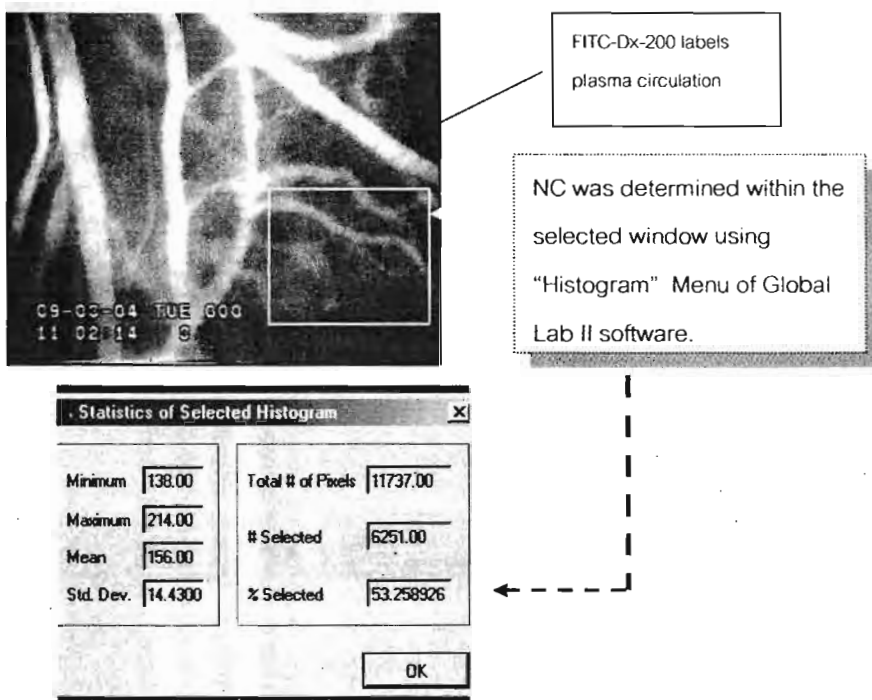 FITC-Dx-200 labels
plasma circulation
NC was determined within the
selected window using
"Histogram" Menu of Global
Lab II software.
09-03-04 TUE 600
11 02 14
. Statistics of Selected Histogram
Minimum 138.00
Maximum 214.00
Mean 156.00
Std. Dev. 14.4300
Total # of Pixels 11737.00
# Selected 6251.00
% Selected 53.258926
OK